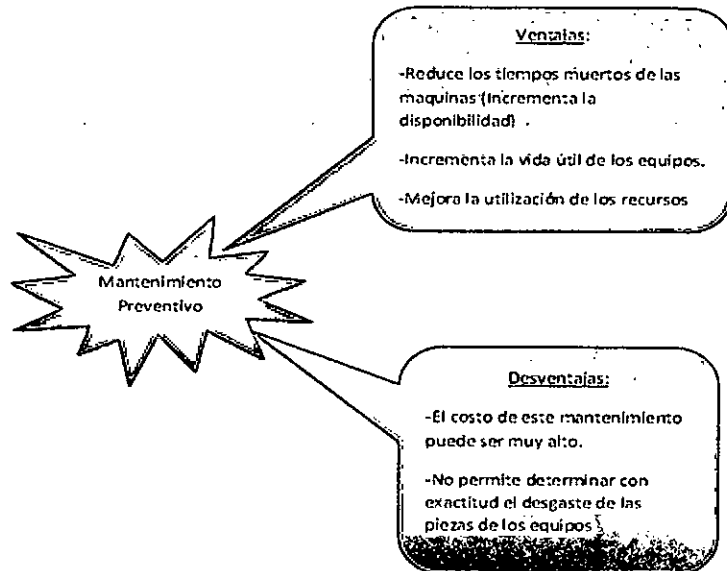 Ventajas:
-Reduce los tiempos muertos de las
maquinas (Incrementa la
disponibilidad)
-Incrementa la vida útil de los equipos.
-Mejora la utilización de los recursos
Mantenimiento
Preventivo
Desventajas:
-El costo de este mantenimiento
puede ser muy alto.
-No permite determinar con
exactitud el desgaste de las
piezas de los equipos